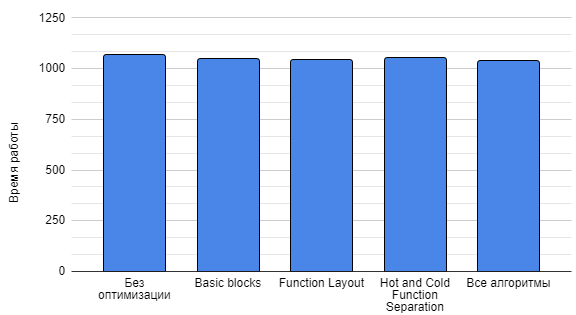 1250
1000
750
500
250
0
Время работы
Без
оптимизации
Basic blocks
Function Layout
Hot and Cold
Function
Separation
Все алгоритмы